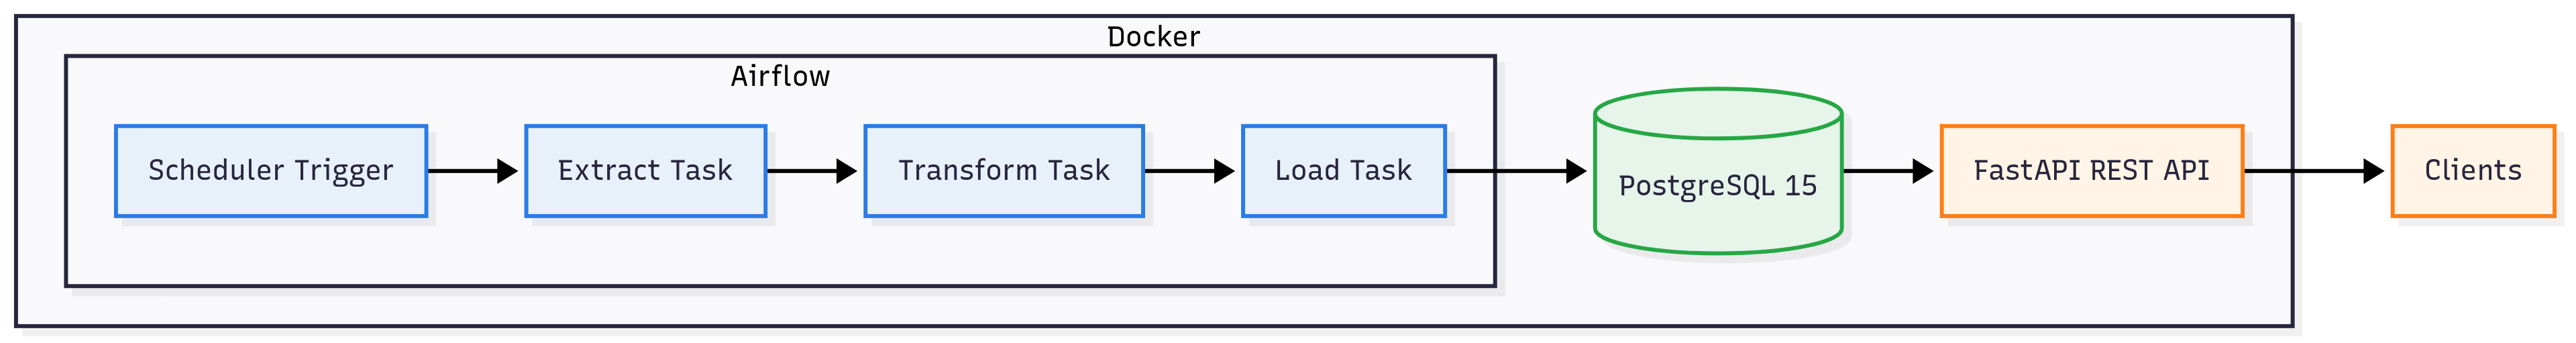 Docker
Airflow
Scheduler Trigger
Extract Task
Transform Task
Load Task
PostgreSQL 15
FastAPI REST API
Clients